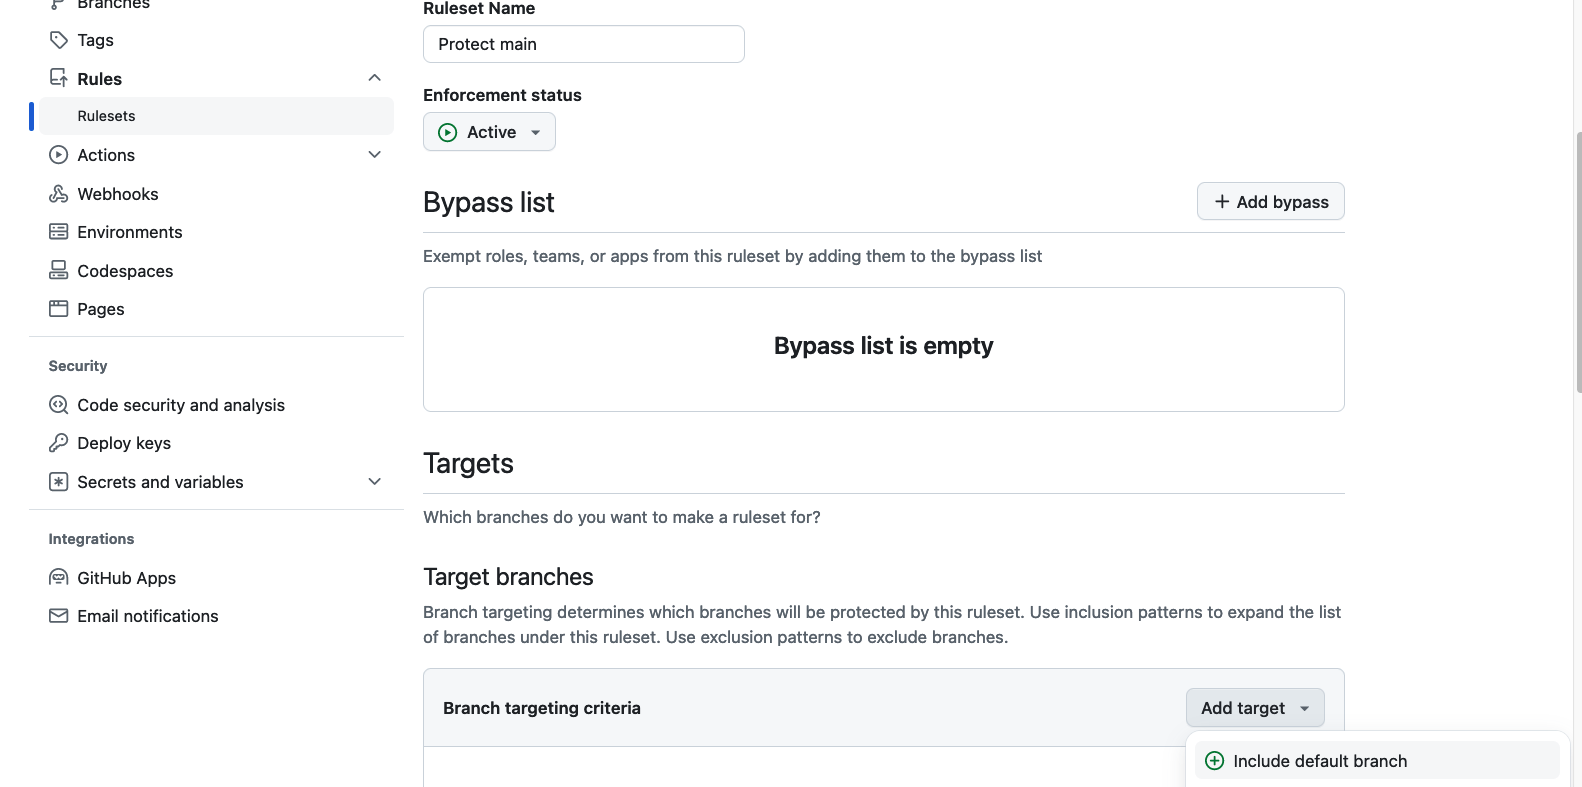 Branches
Tags
Rules
Rulesets
Actions
Webhooks
Environments
Codespaces
Pages
Security
Code security and analysis
Deploy keys
Secrets and variables
Integrations
GitHub Apps
Email notifications
Ruleset Name
Protect main
Enforcement status
Active
Bypass list
Add bypass
Exempt roles, teams, or apps from this ruleset by adding them to the bypass list
Bypass list is empty
Targets
Which branches do you want to make a ruleset for?
Target branches
Branch targeting determines which branches will be protected by this ruleset. Use inclusion patterns to expand the list
of branches under this ruleset. Use exclusion patterns to exclude branches.
Branch targeting criteria
Add target
Include default branch